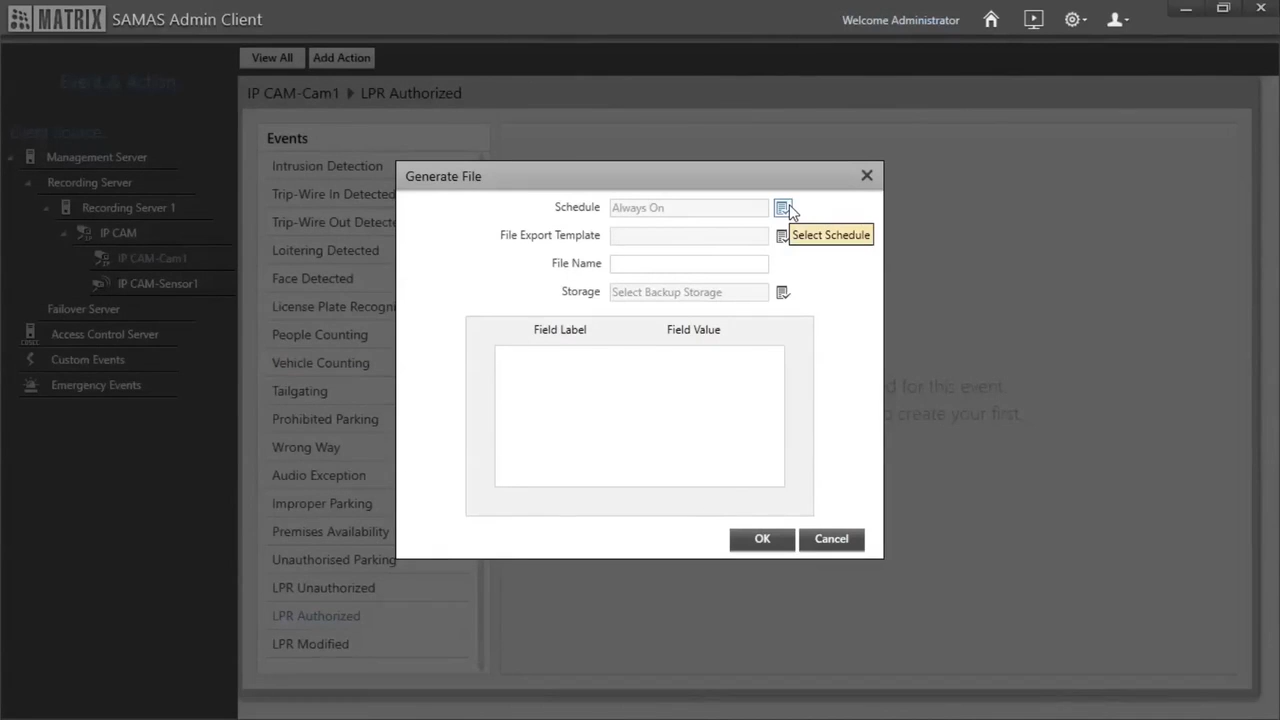 MATRIX SAMAS Admin Client
Welcome Administrator
View All
Add Action
Event & Action
IP CAM-Cam1 LPR Authorized
Management Server
Recording Server
Recording Server 1
IP CAM
IP CAM-Cam1
IP CAM-Sensor1
Failover Server
Access Control Server
COSEC
Custom Events
Emergency Events
Events
Intrusion Detection
Trip-Wire In Detected
Trip-Wire Out Detecte
Loitering Detected
Face Detected
License Plate Recogni
People Counting
Vehicle Counting
Tailgating
Prohibited Parking
Wrong Way
Audio Exception
Improper Parking
Premises Availability
Unauthorised Parking
LPR Unauthorized
LPR Authorized
LPR Modified
Generate File
Schedule Always On
Select Schedule
File Export Template
File Name
Storage Select Backup Storage
Field Label Field Value
OK
Cancel
d for this event.
create your first.